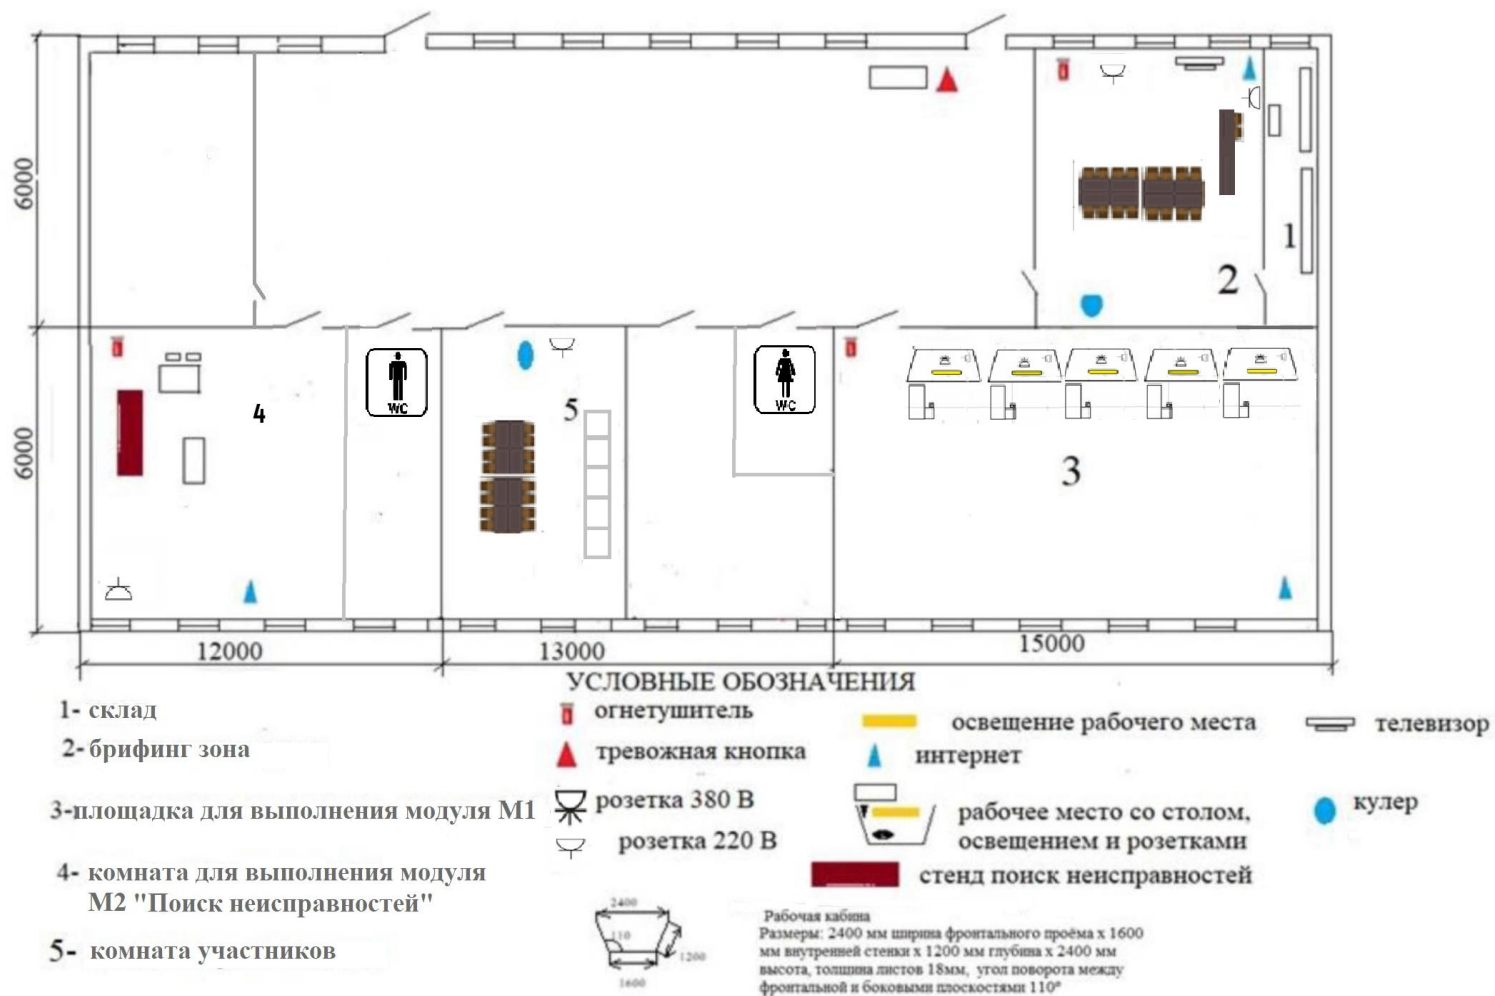 6000
1
2
WC
WC
4
5
3
6000
12000
13000
15000
УСЛОВНЫЕ ОБОЗНАЧЕНИЯ
1- склад
2- брифинг зона
3-площадка для выполнения модуля М1
4- комната для выполнения модуля
М2 "Поиск неисправностей"
5- комната участников
огнетушитель
тревожная кнопка
розетка 380 В
розетка 220 В
освещение рабочего места
интернет
рабочее место со столом,
освещением и розетками
стенд поиск неисправностей
телевизор
кулер
2400
110
1200
1600
Рабочая кабина
Размеры: 2400 мм ширина фронтального проёма х 1600
мм внутренней стенки х 1200 мм глубина х 2400 мм
высота, толщина листов 18мм, угол поворота между
фронтальной и боковыми плоскостями 110°